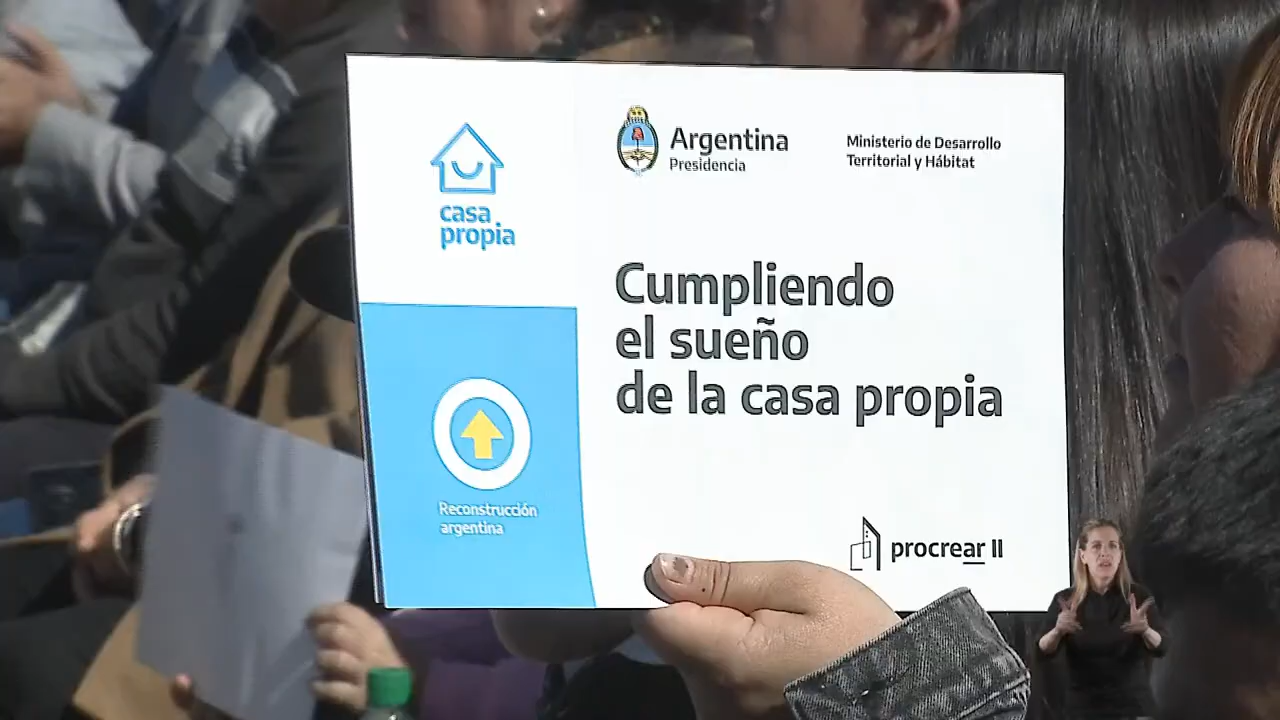 casa
propia
Argentina
Presidencia
Ministerio de Desarrollo
Territorial y Hábitat
Cumpliendo
el sueño
de la casa propia
Reconstrucción
argentina
procrear II